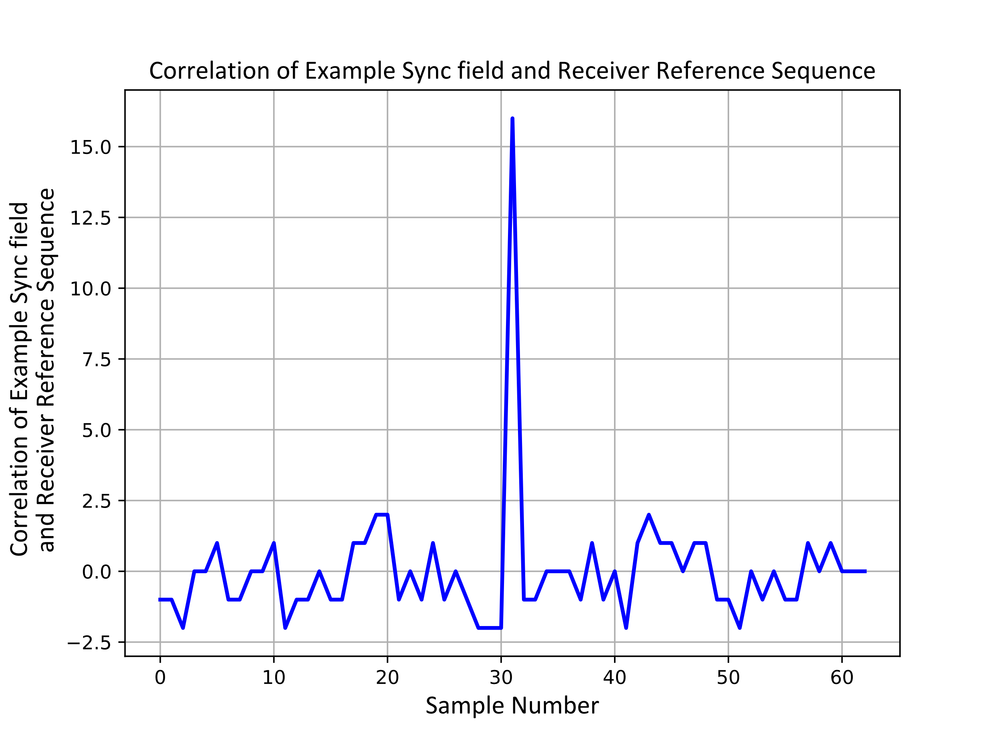 Correlation of Example Sync field and Receiver Reference Sequence
Correlation of Example Sync field
and Receiver Reference Sequence
15.0
12.5
10.0
7.5
5.0
2.5
0.0
−2.5
0 10 20 30 40 50 60
Sample Number